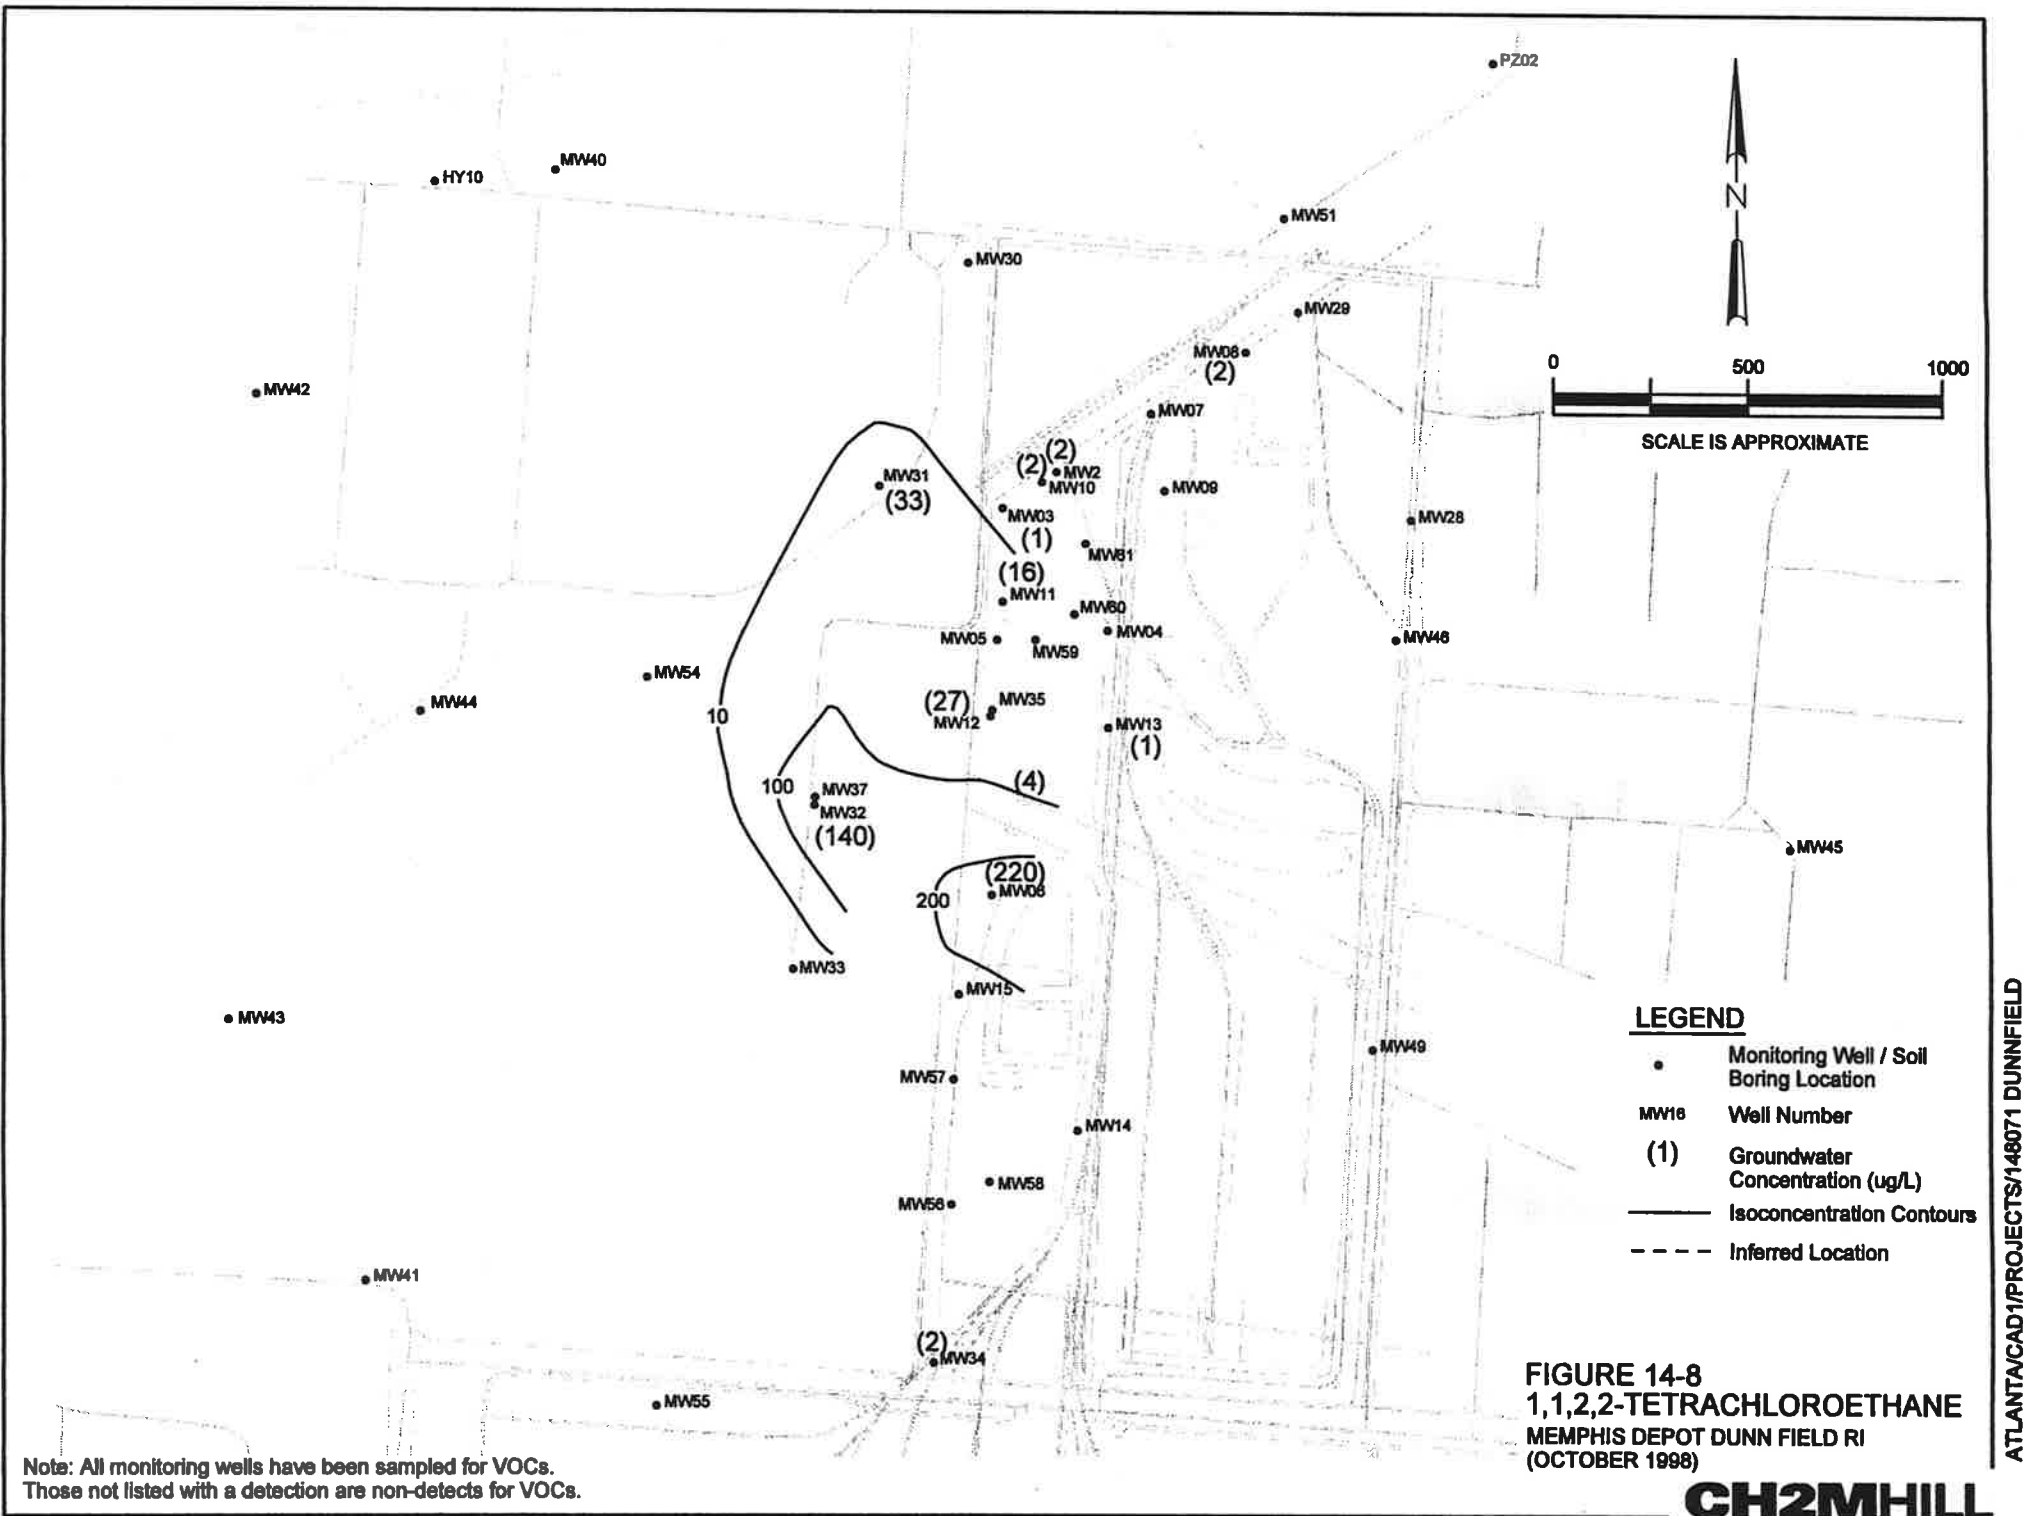 PZ02
MW40
HY10
N
MW51
MW30
MW29
MW08
(2)
0 500 1000
SCALE IS APPROXIMATE
MW42
MW07
(2)
(2)
MW2
MW10
MW31
(33)
MW09
MW03
(1)
MW28
MW61
(16)
MW11
MW60
MW04
MW05
MW59
MW46
MW54
MW44
10
(27)
MW35
MW12
MW13
(1)
(4)
100
MW37
MW32
(140)
MW45
(220)
MW06
200
MW33
MW15
MW43
MW57
MW49
MW14
MW58
MW56
MW41
(2)
MW34
MW55
LEGEND
Monitoring Well / Soil
Boring Location
MW16 Well Number
(1) Groundwater
Concentration (ug/L)
Isoconcentration Contours
Inferred Location
FIGURE 14-8
1,1,2,2-TETRACHLOROETHANE
MEMPHIS DEPOT DUNN FIELD RI
(OCTOBER 1998)
CH2MHILL
Note: All monitoring wells have been sampled for VOCs.
Those not listed with a detection are non-detects for VOCs.
ATLANTA/CAD1/PROJECTS/148071 DUNNFIELD